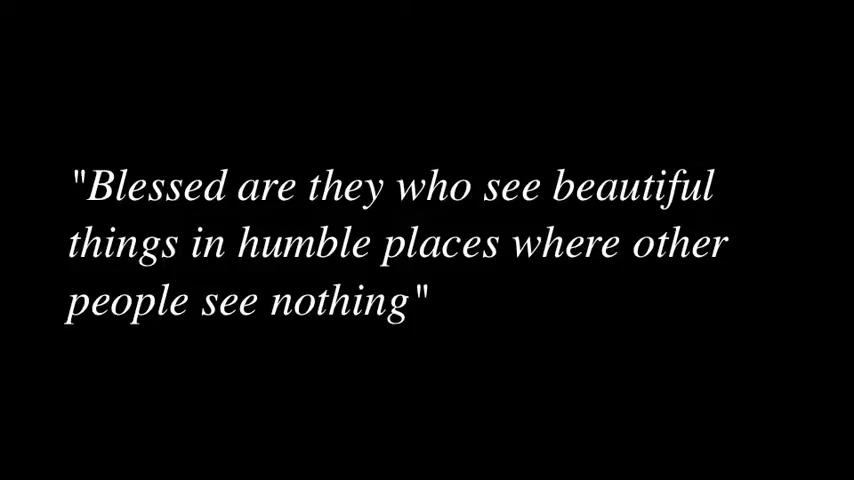 "Blessed are they who see beautiful
things in humble places where other
people see nothing"